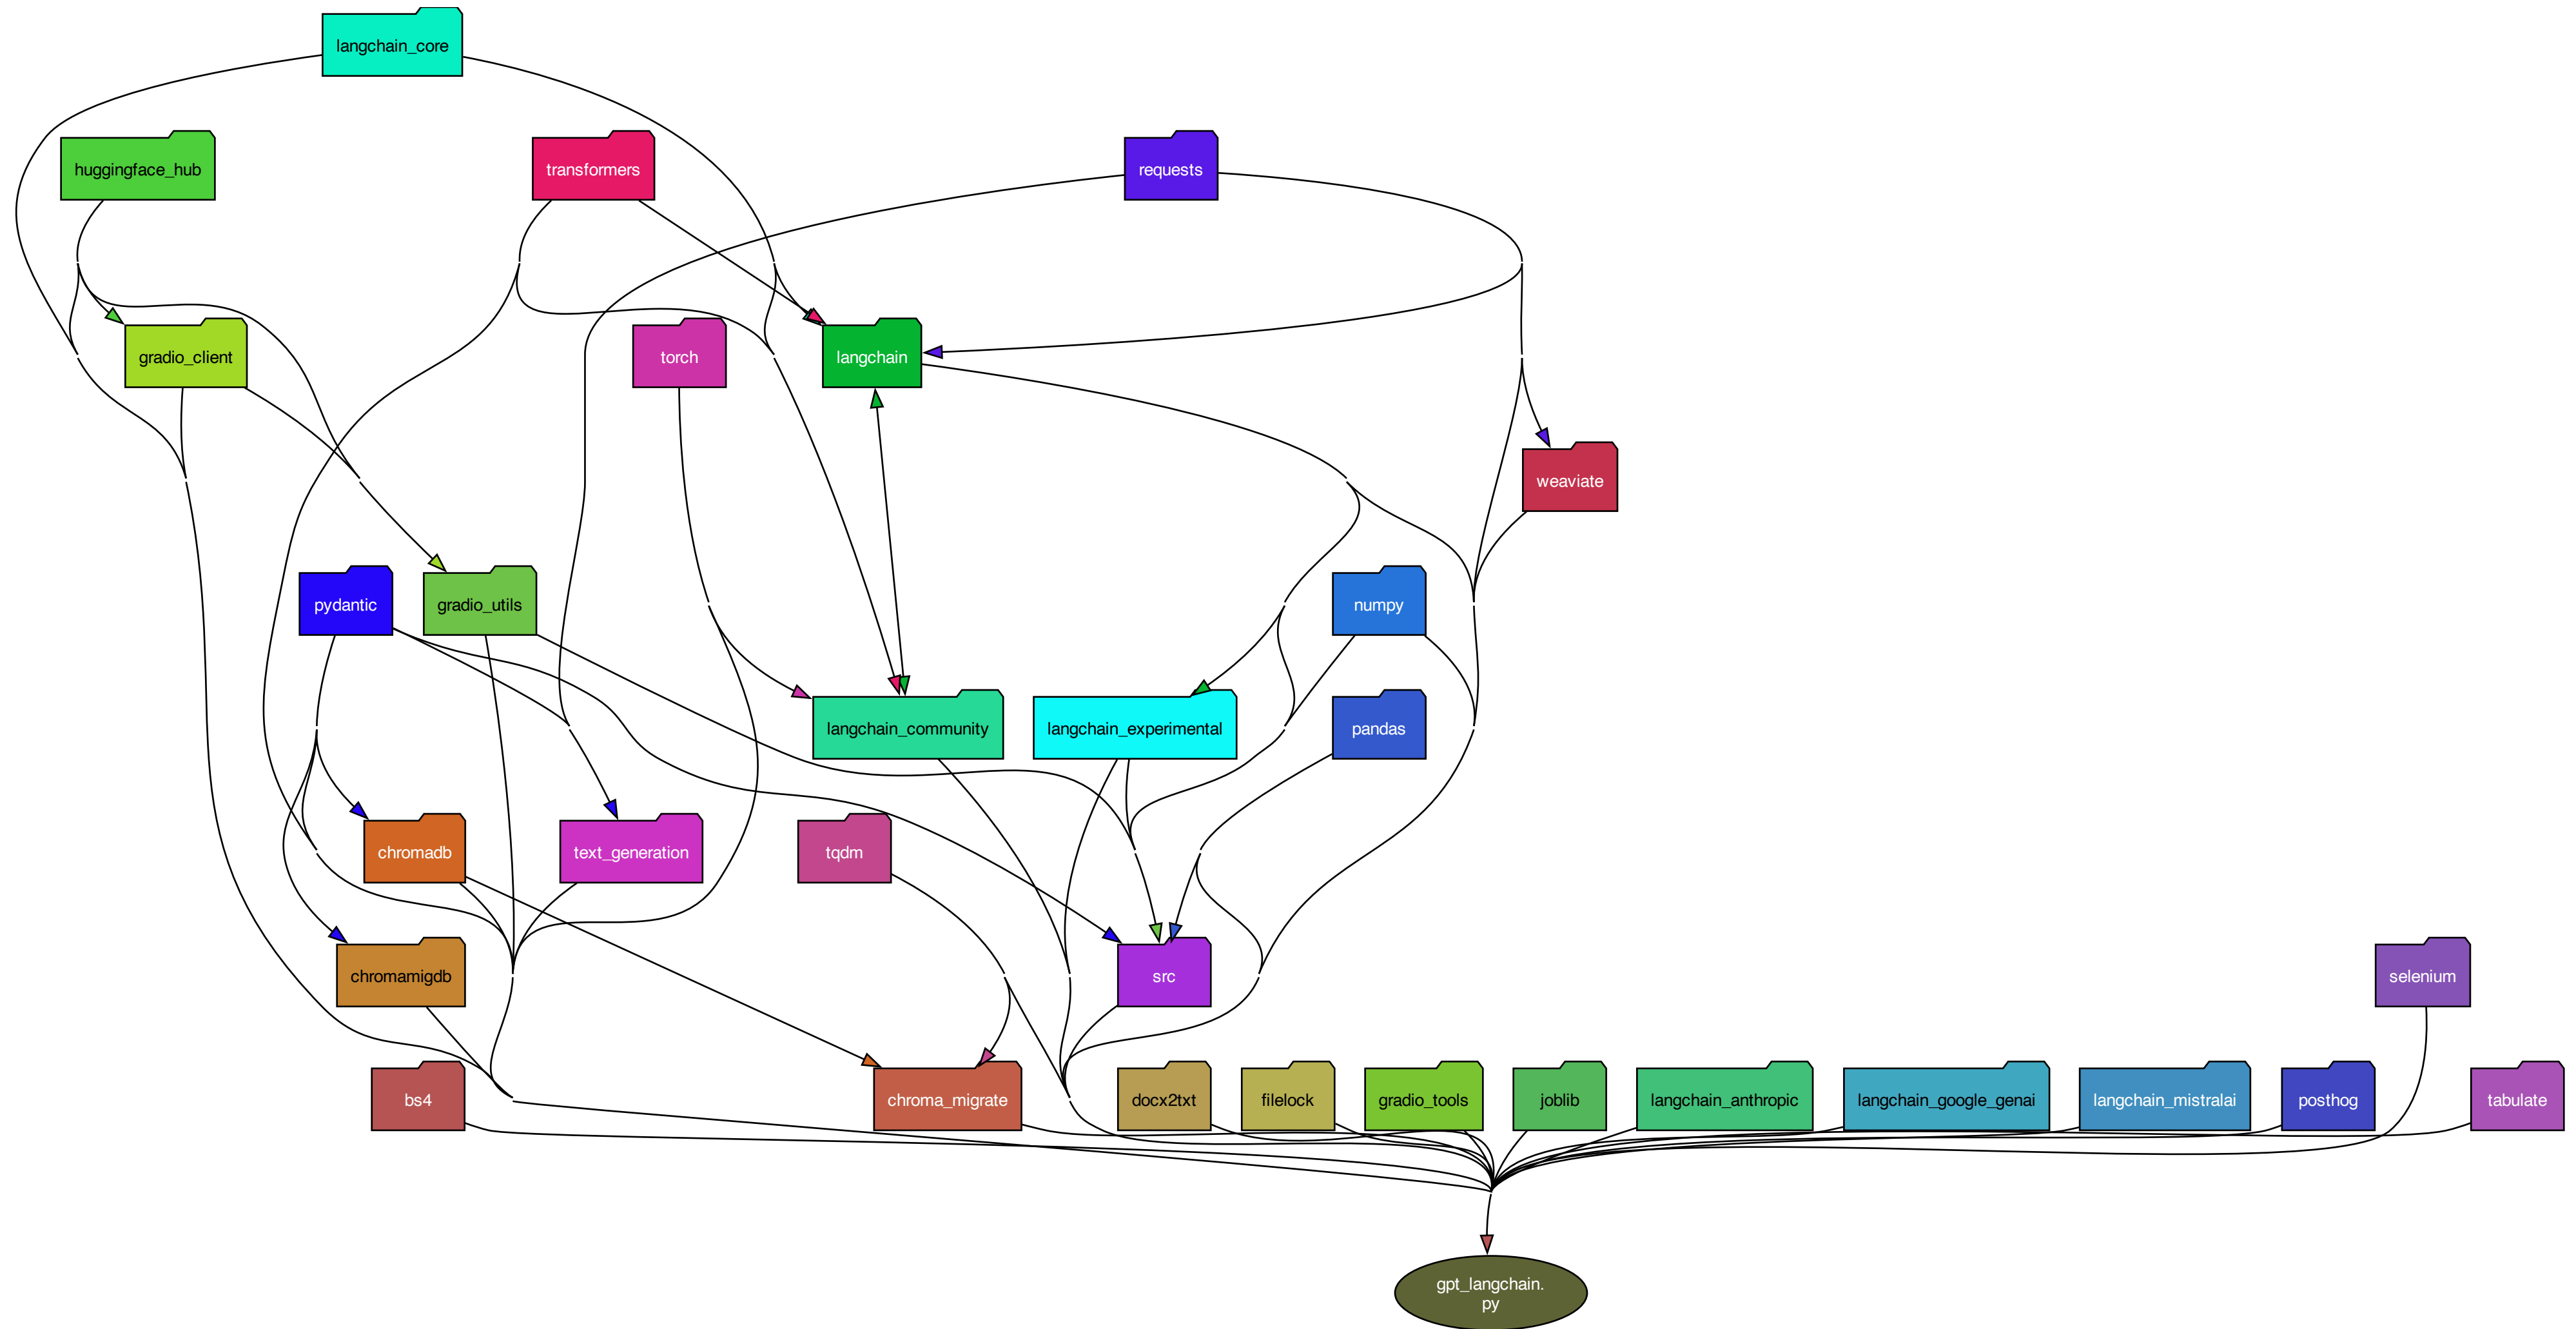 langchain_core
huggingface_hub
transformers
requests
gradio_client
torch
langchain
weaviate
pydantic
gradio_utils
numpy
langchain_community
langchain_experimental
pandas
chromadb
text_generation
tqdm
chromamigdb
src
selenium
bs4
chroma_migrate
docx2txt
filelock
gradio_tools
joblib
langchain_anthropic
langchain_google_genai
langchain_mistralai
posthog
tabulate
gpt_langchain.
py